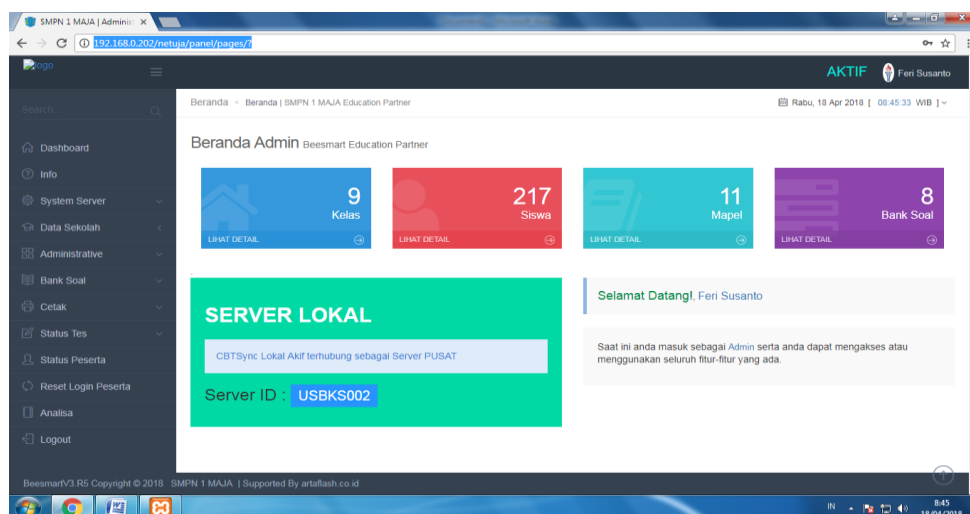 SMPN 1 MAJA | Adminis
192.168.0.202/netuja/panel/pages/?
logo
AKTIF Feri Susanto
Search...
Beranda Beranda | SMPN 1 MAJA Education Partner
Rabu, 18 Apr 2018 [ 08:45:33 WIB ]
Dashboard
Info
System Server
Data Sekolah
Administrative
Bank Soal
Cetak
Status Tes
Status Peserta
Reset Login Peserta
Analisa
Logout
Beranda Admin Beesmart Education Partner
9
Kelas
LIHAT DETAIL
217
Siswa
LIHAT DETAIL
11
Mapel
LIHAT DETAIL
8
Bank Soal
LIHAT DETAIL
SERVER LOKAL
CBTSync Lokal Akif terhubung sebagai Server PUSAT
Server ID : USBKS002
Selamat Datang!, Feri Susanto
Saat ini anda masuk sebagai Admin serta anda dapat mengakses atau
menggunakan seluruh fitur-fitur yang ada.
BeesmartV3.R5 Copyright © 2018 SMPN 1 MAJA | Supported By artaflash.co.id
IN
8:45
18/04/2018